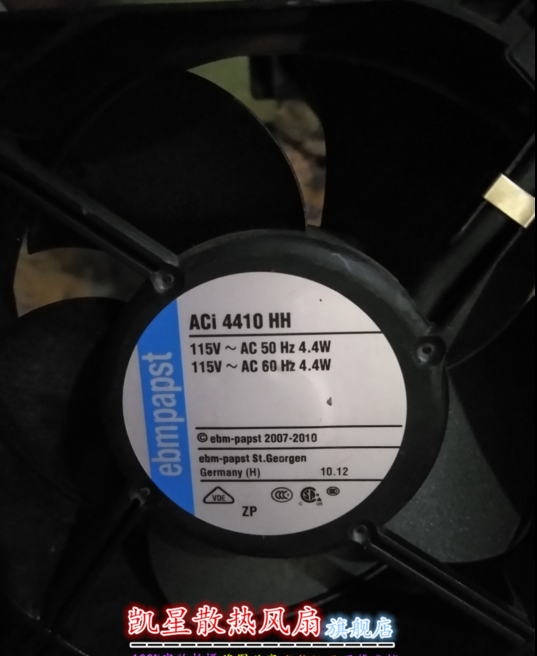 ACi 4410 HH
115V ~ AC 50 Hz 4.4W
115V ~ AC 60 Hz 4.4W
ebmpapst
© ebm-papst 2007-2010
ebm-papst St.Georgen
Germany (H) 10.12
VDE
ZP
凯星散热风扇旗舰店